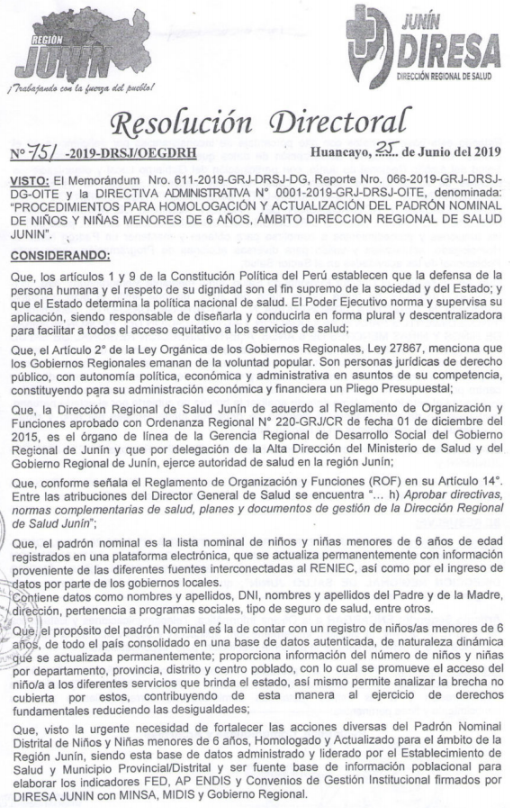 REGIÓN
JUNÍN
¡Trabajando con la fuerza del pueblo!
JUNÍN
DIRESA
DIRECCIÓN REGIONAL DE SALUD
Resolución Directoral
Nº 751 -2019-DRSJ/OEGDRH
Huancayo, 25 de Junio del 2019
VISTO: El Memorándum Nro. 611-2019-GRJ-DRSJ-DG, Reporte Nro. 066-2019-GRJ-DRSJ-
DG-OITE y la DIRECTIVA ADMINISTRATIVA N° 0001-2019-GRJ-DRSJ-OITE, denominada:
"PROCEDIMIENTOS PARA HOMOLOGACIÓN Y ACTUALIZACIÓN DEL PADRÓN NOMINAL
DE NIÑOS Y NIÑAS MENORES DE 6 AÑOS, ÁMBITO DIRECCION REGIONAL DE SALUD
JUNIN".
CONSIDERANDO:
Que, los artículos 1 y 9 de la Constitución Política del Perú establecen que la defensa de la
persona humana y el respeto de su dignidad son el fin supremo de la sociedad y del Estado; y
que el Estado determina la política nacional de salud. El Poder Ejecutivo norma y supervisa su
aplicación, siendo responsable de diseñarla y conducirla en forma plural y descentralizadora
para facilitar a todos el acceso equitativo a los servicios de salud;
Que, el Artículo 2° de la Ley Orgánica de los Gobiernos Regionales, Ley 27867, menciona que
los Gobiernos Regionales emanan de la voluntad popular. Son personas jurídicas de derecho
público, con autonomía política, económica y administrativa en asuntos de su competencia,
constituyendo para su administración económica y financiera un Pliego Presupuestal;
Que, la Dirección Regional de Salud Junín de acuerdo al Reglamento de Organización y
Funciones aprobado con Ordenanza Regional N° 220-GRJ/CR de fecha 01 de diciembre del
2015, es el órgano de línea de la Gerencia Regional de Desarrollo Social del Gobierno
Regional de Junín y que por delegación de la Alta Dirección del Ministerio de Salud y del
Gobierno Regional de Junín, ejerce autoridad de salud en la región Junín;
Que, conforme señala el Reglamento de Organización y Funciones (ROF) en su Artículo 14".
Entre las atribuciones del Director General de Salud se encuentra "... h) Aprobar directivas,
normas complementarias de salud, planes y documentos de gestión de la Dirección Regional
de Salud Junín";
Que, el padrón nominal es la lista nominal de niños y niñas menores de 6 años de edad
registrados en una plataforma electrónica, que se actualiza permanentemente con información
proveniente de las diferentes fuentes interconectadas al RENIEC, así como por el ingreso de
datos por parte de los gobiernos locales.
Contiene datos como nombres y apellidos, DNI, nombres y apellidos del Padre y de la Madre,
dirección, pertenencia a programas sociales, tipo de seguro de salud, entre otros.
Que, el propósito del padrón Nominal es la de contar con un registro de niños/as menores de 6
años, de todo el país consolidado en una base de datos autenticada, de naturaleza dinámica
que se actualizada permanentemente; proporciona información del número de niños y niñas
por departamento, provincia, distrito y centro poblado, con lo cual se promueve el acceso del
niño/a a los diferentes servicios que brinda el estado, así mismo permite analizar la brecha no
cubierta por estos, contribuyendo de esta manera al ejercicio de derechos
fundamentales reduciendo las desigualdades;
Que, visto la urgente necesidad de fortalecer las acciones diversas del Padrón Nominal
Distrital de Niños y Niñas menores de 6 años, Homologado y Actualizado para el ámbito de la
Región Junín, siendo esta base de datos administrado y liderado por el Establecimiento de
Salud y Municipio Provincial/Distrital y ser fuente base de información poblacional para
elaborar los indicadores FED, AP ENDIS y Convenios de Gestión Institucional firmados por
DIRESA JUNIN con MINSA, MIDIS y Gobierno Regional.